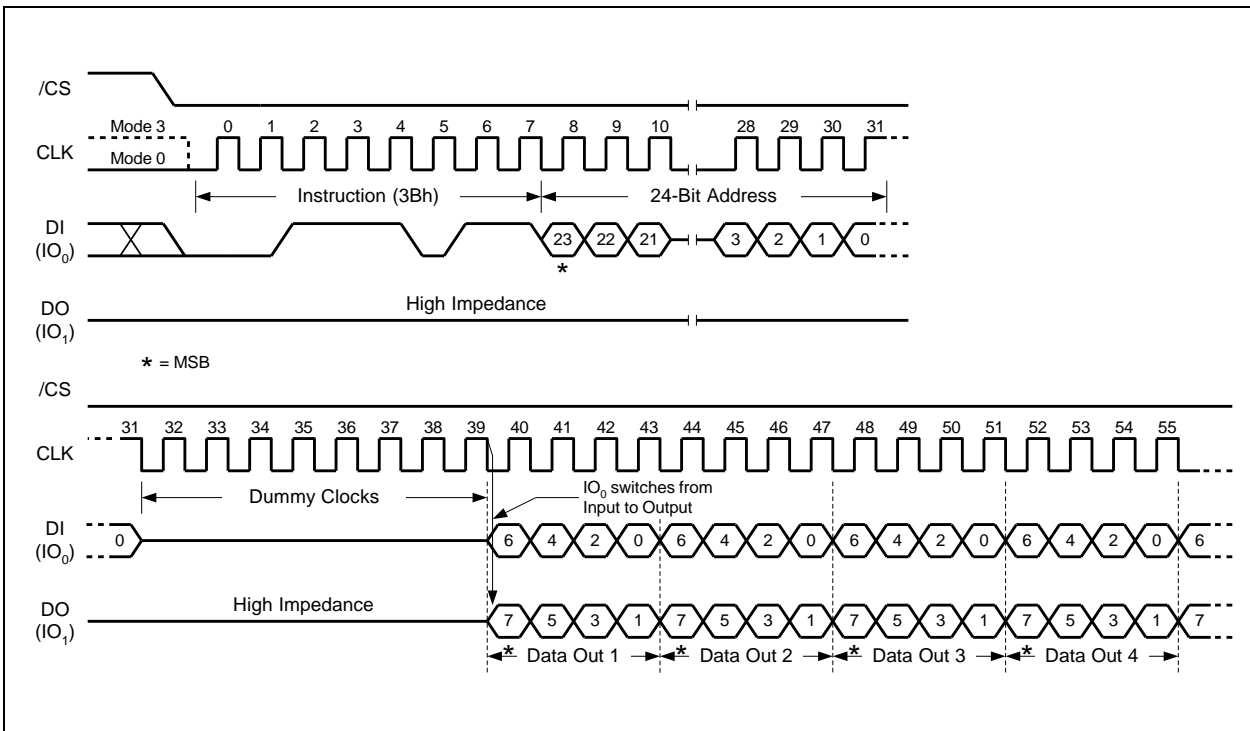 /CS
Mode 3 0 1 2 3 4 5 6 7 8 9 10 28 29 30 31
CLK
Mode 0
Instruction (3Bh) 24-Bit Address
DI
(IO0) 23 22 21 3 2 1 0
*
DO
(IO1) High Impedance
* = MSB
/CS
31 32 33 34 35 36 37 38 39 40 41 42 43 44 45 46 47 48 49 50 51 52 53 54 55
CLK
Dummy Clocks
IO0 switches from
Input to Output
DI
(IO0) 0 6 4 2 0 6 4 2 0 6 4 2 0 6 4 2 0 6
DO
(IO1) High Impedance 7 5 3 1 7 5 3 1 7 5 3 1 7 5 3 1 7
* Data Out 1 * Data Out 2 * Data Out 3 * Data Out 4